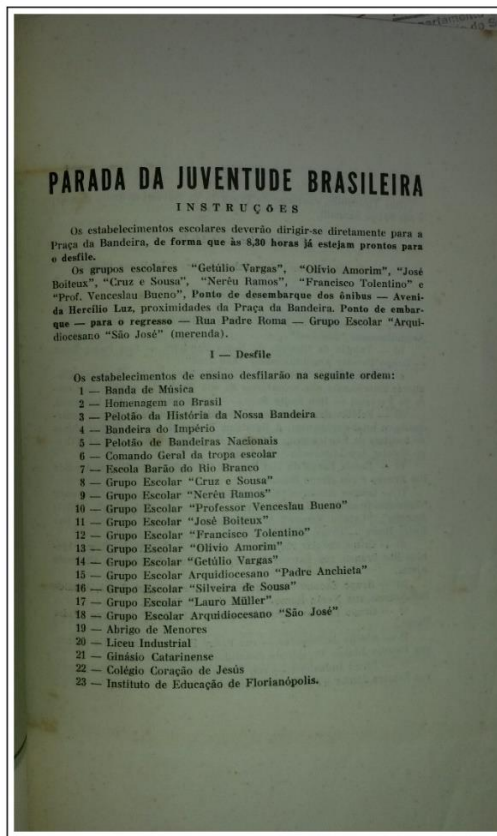 PARADA DA JUVENTUDE BRASILEIRA
INSTRUÇÕES
Os estabelecimentos escolares deverão dirigir-se diretamente para a
Praça da Bandeira, de forma que às 8,30 horas já estejam prontos para
o desfile.
Os grupos escolares "Getúlio Vargas", "Olívio Amorim", "José
Boiteux", "Cruz e Sousa", "Nerêu Ramos", "Francisco Tolentino" e
"Prof. Venceslau Bueno", Ponto de desembarque dos ônibus — Aveni-
da Hercílio Luz, proximidades da Praça da Bandeira. Ponto de embar-
que — para o regresso — Rua Padre Roma — Grupo Escolar "Arqui-
diocesano "São José" (merenda).
I — Desfile
Os estabelecimentos de ensino desfilarão na seguinte ordem:
1 — Banda de Música
2 — Homenagem ao Brasil
3 — Pelotão da História da Nossa Bandeira
4 — Bandeira do Império
5 — Pelotão de Bandeiras Nacionais
6 — Comando Geral da tropa escolar
7 — Escola Barão do Rio Branco
8 — Grupo Escolar "Cruz e Sousa"
9 — Grupo Escolar "Nerêu Ramos"
10 — Grupo Escolar "Professor Venceslau Bueno"
11 — Grupo Escolar "José Boiteux"
12 — Grupo Escolar "Francisco Tolentino"
13 — Grupo Escolar "Olívio Amorim"
14 — Grupo Escolar "Getúlio Vargas"
15 — Grupo Escolar Arquidiocesano "Padre Anchieta"
16 — Grupo Escolar "Silveira de Sousa"
17 — Grupo Escolar "Lauro Müller"
18 — Grupo Escolar Arquidiocesano "São José"
19 — Abrigo de Menores
20 — Liceu Industrial
21 — Ginásio Catarinense
22 — Colégio Coração de Jesús
23 — Instituto de Educação de Florianópolis.